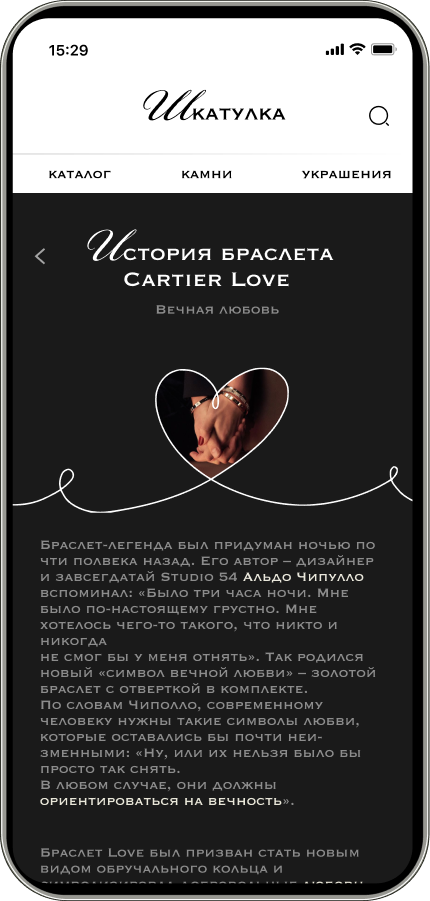 15:29
Шкатулка
КАТАЛОГ КАМНИ УКРАШЕНИЯ
История браслета
Cartier Love
Вечная любовь
Браслет-легенда был придуман ночью по
чти полвека назад. Его автор – дизайнер
и завсегдатай Studio 54 Альдо Чипулло
вспоминал: «Было три часа ночи. Мне
было по-настоящему грустно. Мне
хотелось чего-то такого, что никто и
никогда
не смог бы у меня отнять». Так родился
новый «символ вечной любви» – золотой
браслет с отверткой в комплекте.
По словам Чиполло, современному
человеку нужны такие символы любви,
которые оставались бы почти неи-
зменными: «Ну, или их нельзя было бы
просто так снять.
В любом случае, они должны
ориентироваться на вечность».
Браслет Love был призван стать новым
видом обручального кольца и